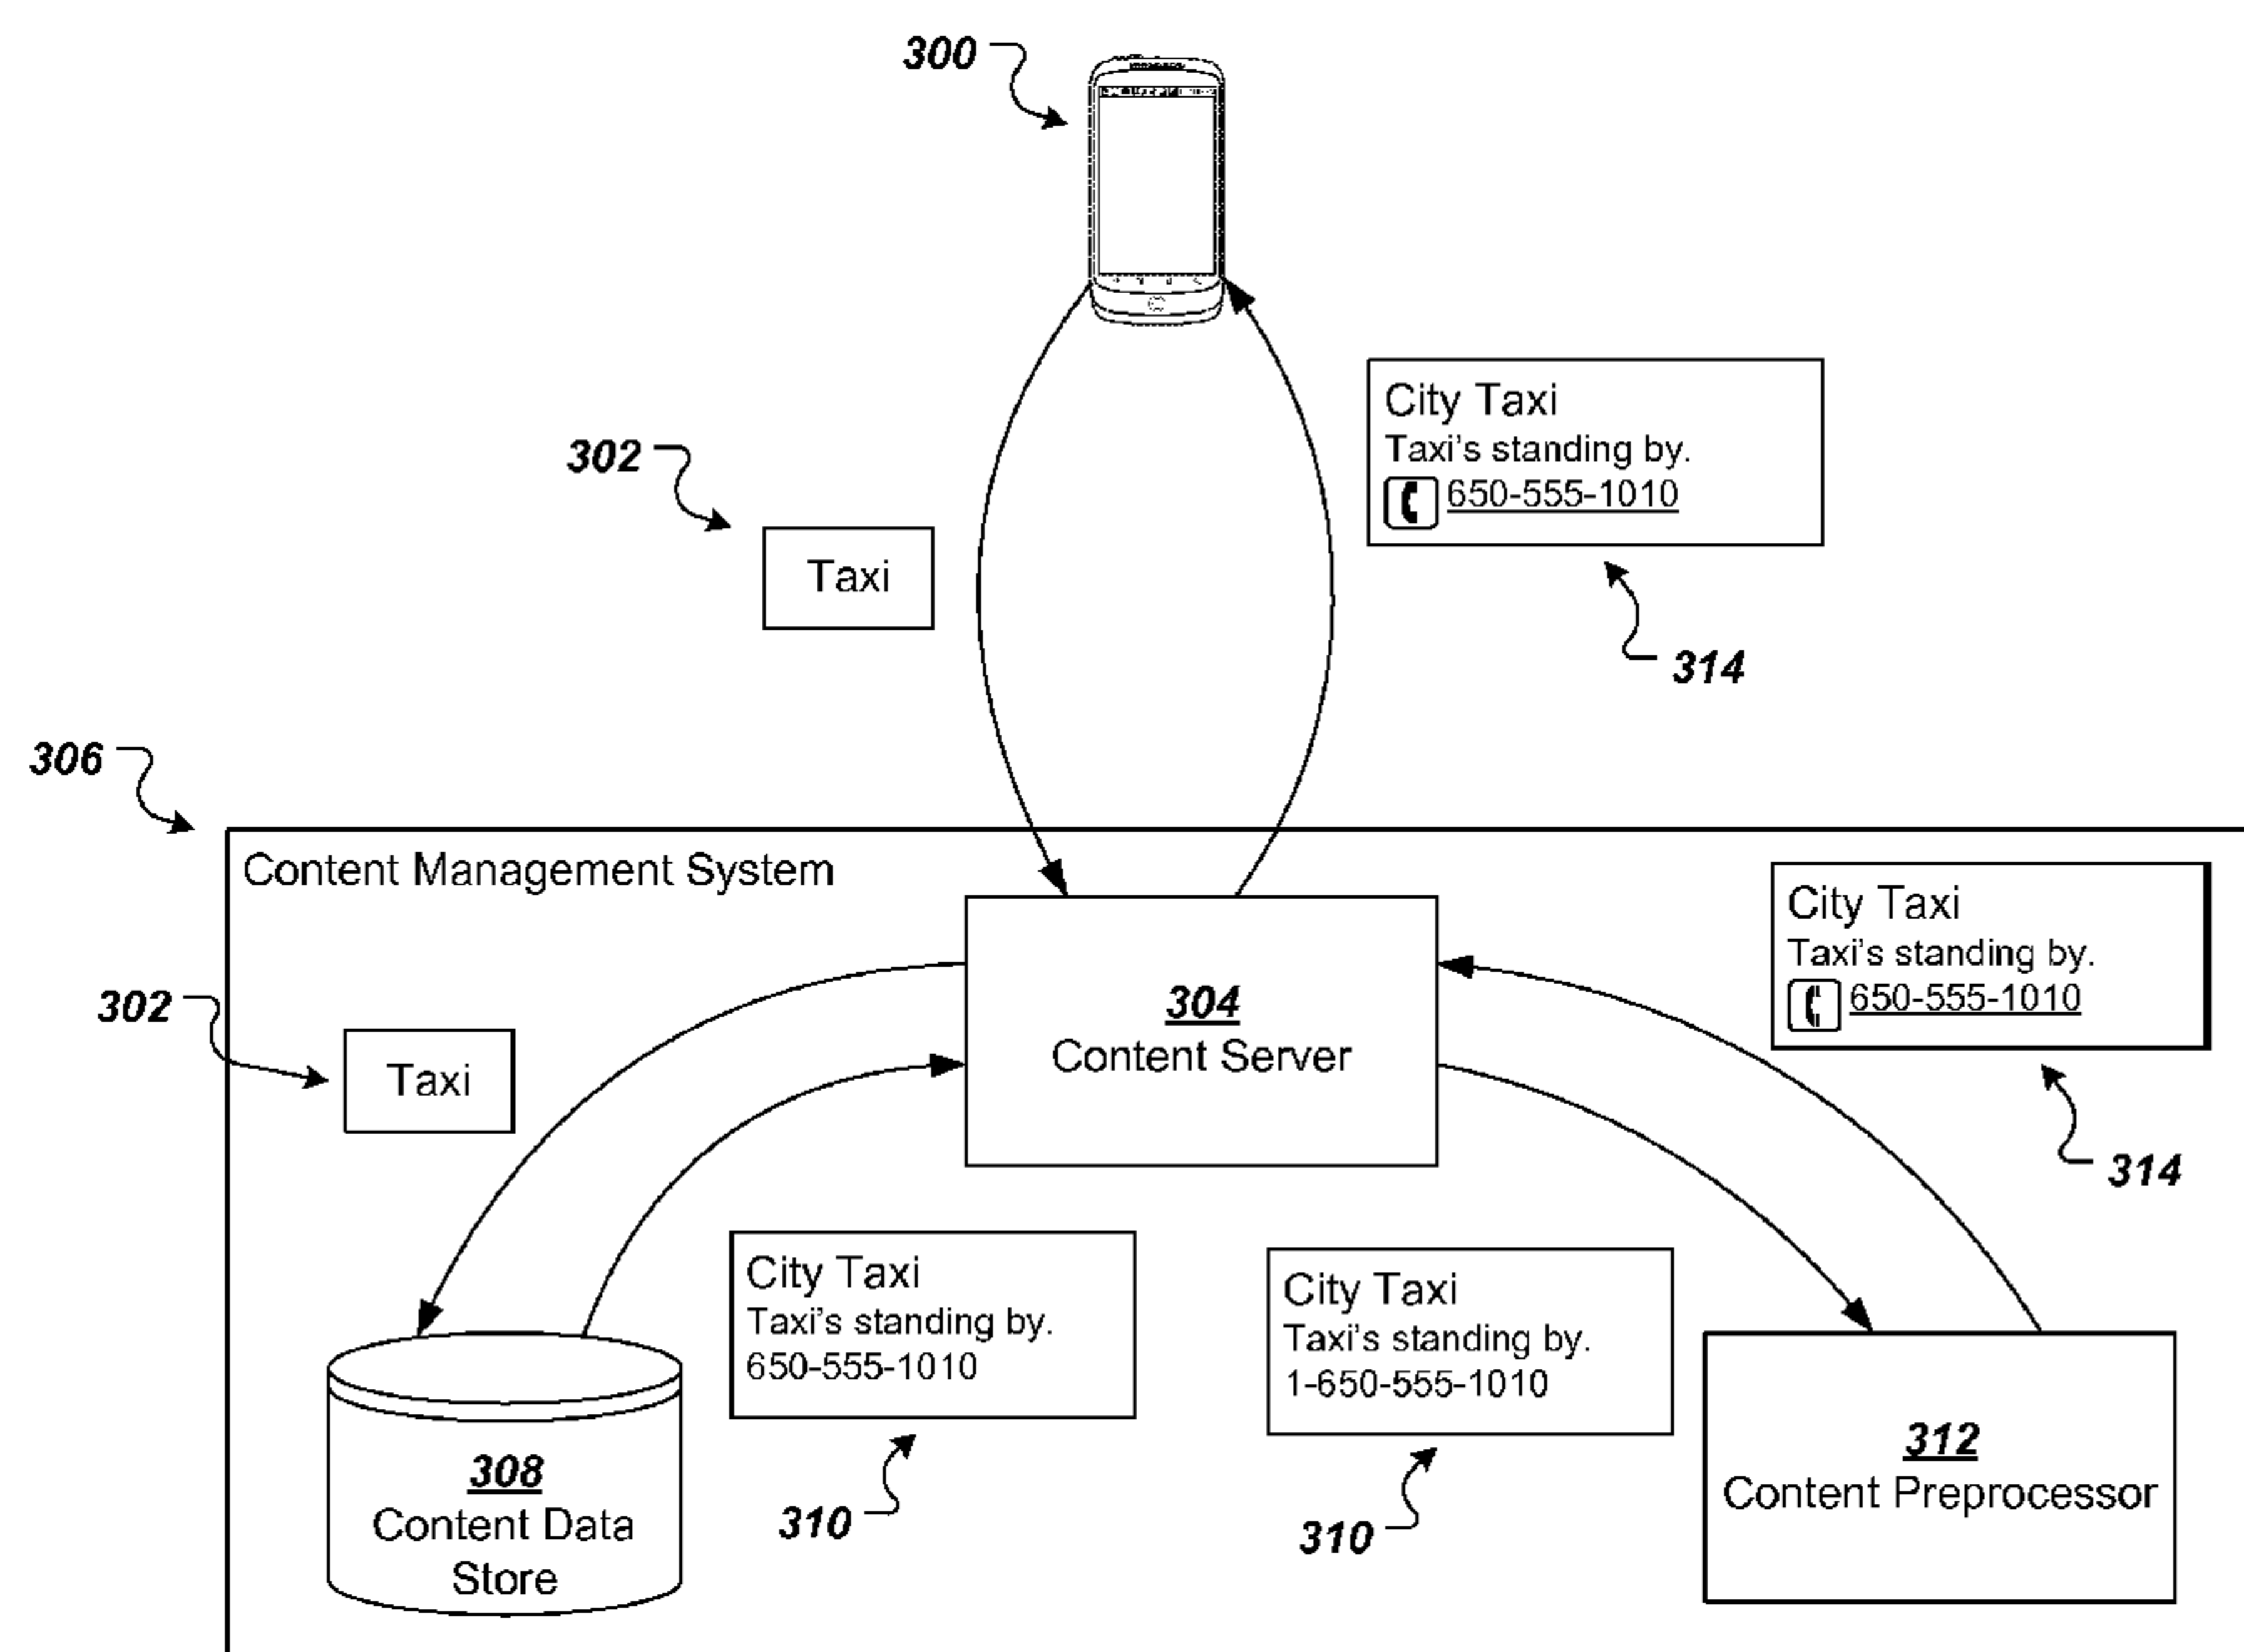 300
302
Taxi
City Taxi
Taxi's standing by.
650-555-1010
314
306
Content Management System
302
Taxi
304
Content Server
City Taxi
Taxi's standing by.
650-555-1010
314
City Taxi
Taxi's standing by.
650-555-1010
310
City Taxi
Taxi's standing by.
1-650-555-1010
310
308
Content Data
Store
312
Content Preprocessor